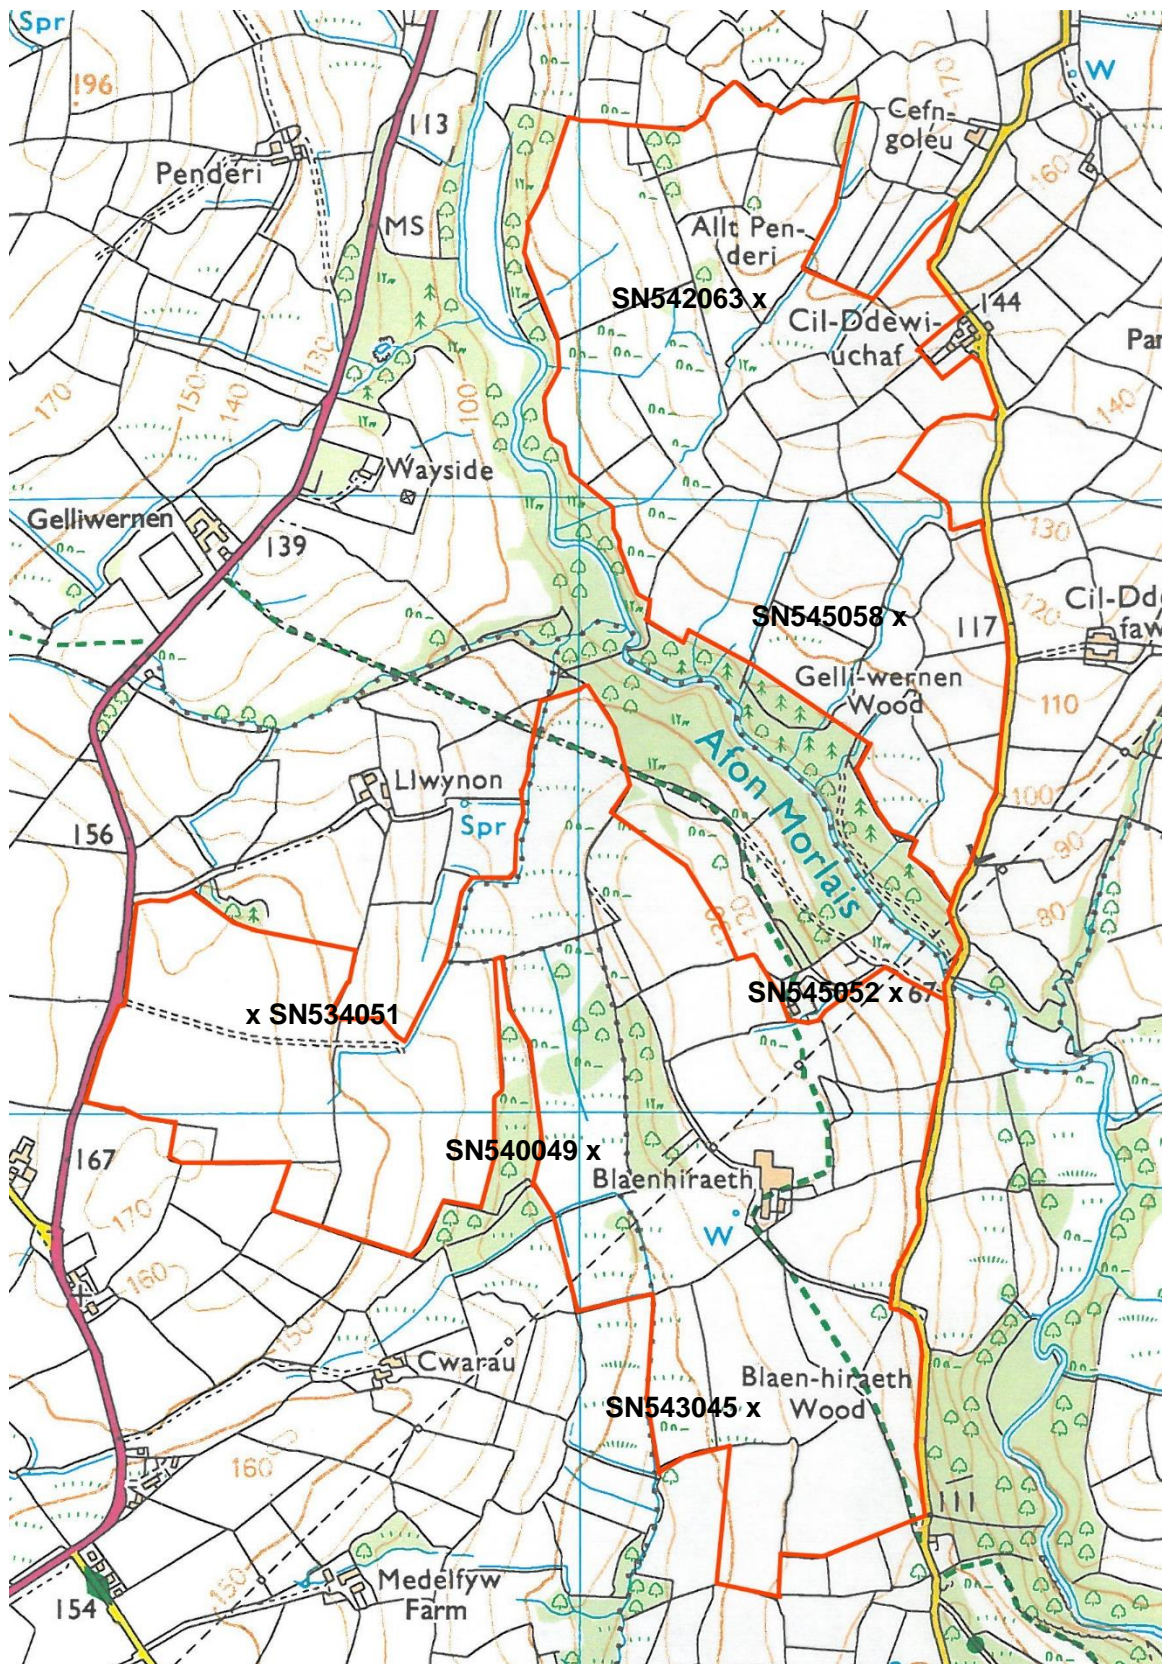 Spr
196
113
Penderi
MS
Cefn-
goleu
170
W
160
Allt Pen-
deri
SN542063 x
Cil-Ddewi-
uchaf
144
Par
130
150
140
170
100
140
Wayside
Gelliwernen
139
130
SN545058 x
117
120
Cil-Dde
faw
Gelli-wernen
Wood
110
Afon Morlais
Llwynon
Spr
100
156
90
80
130
120
x SN534051
SN545052 x
67
SN540049 x
167
Blaenhiraeth
W
170
160
150
Cwarau
Blaen-hiraeth
Wood
SN543045 x
160
111
150
Medelfyw
Farm
154